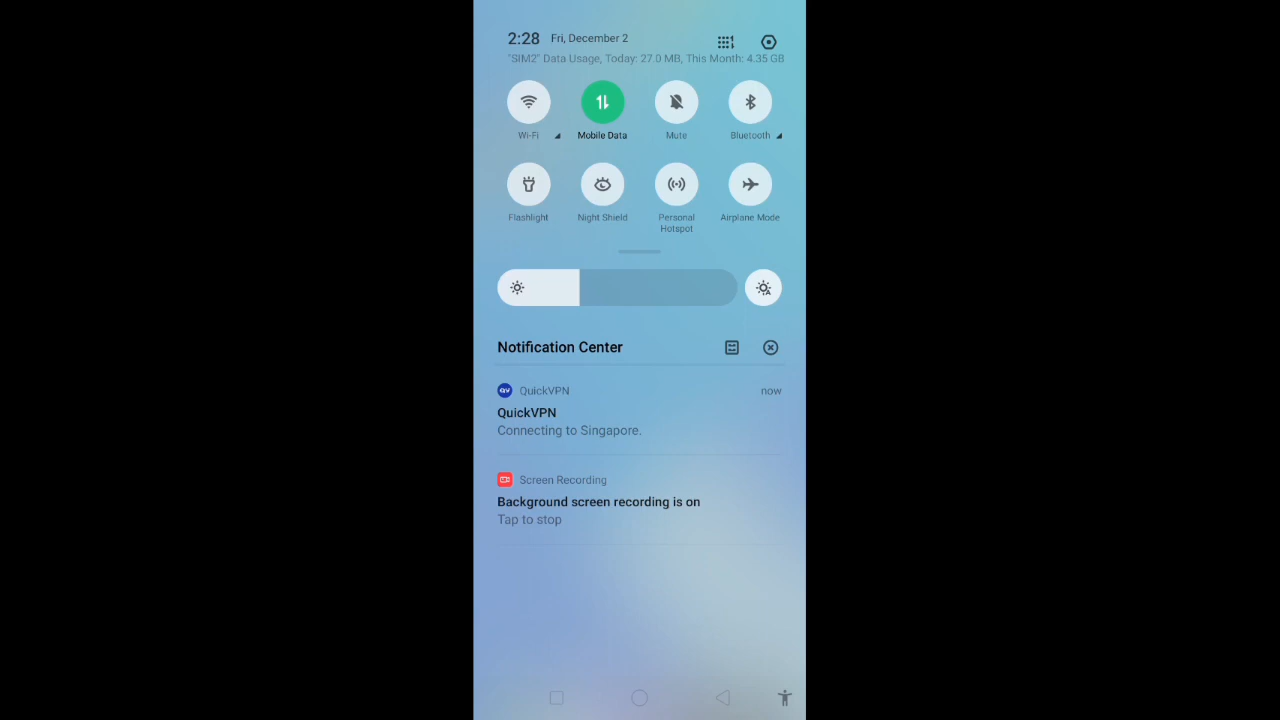 2:28 Fri, December 2
"SIM2" Data Usage, Today: 27.0 MB, This Month: 4.35 GB
Wi-Fi Mobile Data Mute Bluetooth
Flashlight Night Shield Personal Hotspot Airplane Mode
Notification Center
QuickVPN now
QuickVPN
Connecting to Singapore.
Screen Recording
Background screen recording is on
Tap to stop